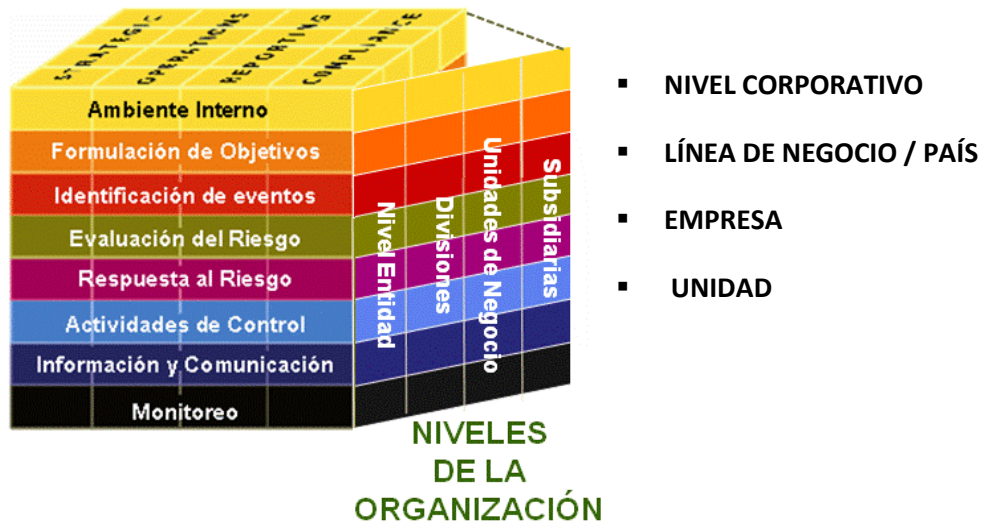 STRATEGIC
OPERATIONS
REPORTING
COMPLIANCE
Ambiente Interno
Formulación de Objetivos
Identificación de eventos
Evaluación del Riesgo
Respuesta al Riesgo
Actividades de Control
Información y Comunicación
Monitoreo
Nivel Entidad
Divisiones
Unidades de Negocio
Subsidiarias
NIVELES
DE LA
ORGANIZACIÓN
▪ NIVEL CORPORATIVO
▪ LÍNEA DE NEGOCIO / PAÍS
▪ EMPRESA
▪ UNIDAD